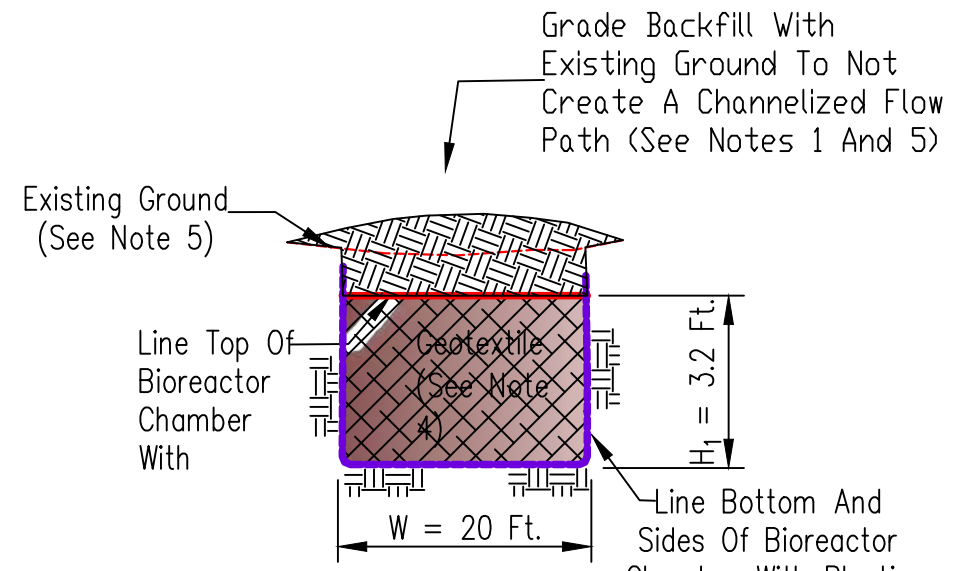 Grade Backfill With
Existing Ground To Not
Create A Channelized Flow
Path (See Notes 1 And 5)
Existing Ground
(See Note 5)
Line Top Of
Bioreactor
Chamber
With
Geotextile
(See Note
4)
H1 = 3.2 Ft.
W = 20 Ft.
Line Bottom And
Sides Of Bioreactor